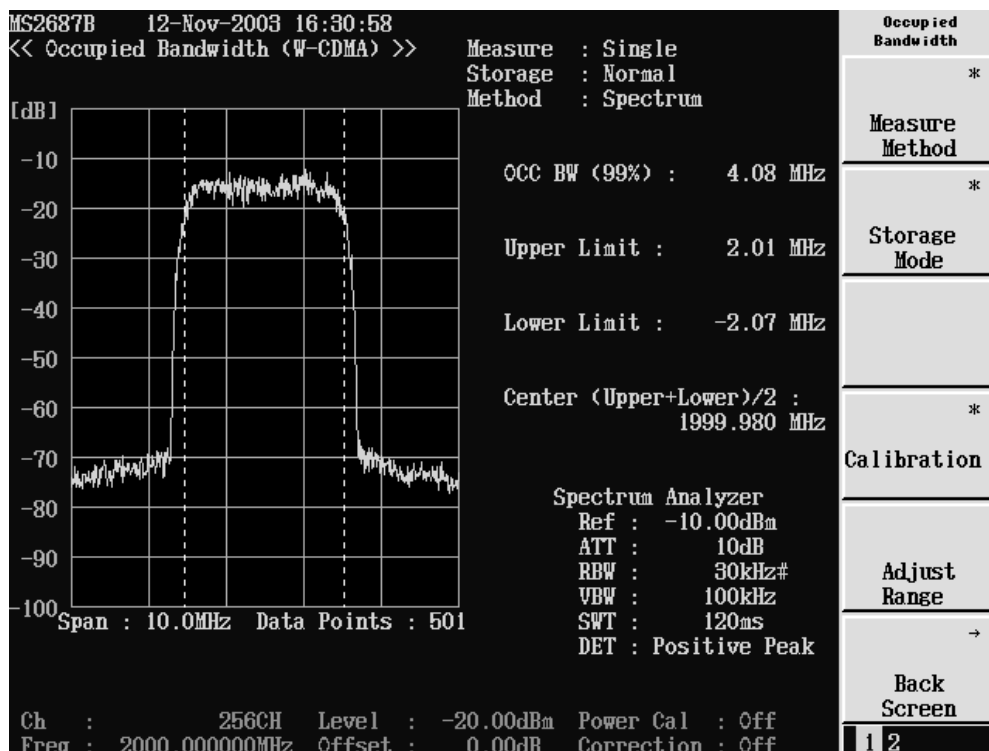 MS2687B 12-Nov-2003 16:30:58
<< Occupied Bandwidth (W-CDMA) >>
Measure : Single
Storage : Normal
Method : Spectrum
[dB]
-10
-20
-30
-40
-50
-60
-70
-80
-90
-100
Span : 10.0MHz Data Points : 501
OCC BW (99%) : 4.08 MHz
Upper Limit : 2.01 MHz
Lower Limit : -2.07 MHz
Center (Upper+Lower)/2 :
1999.980 MHz
Spectrum Analyzer
Ref : -10.00dBm
ATT : 10dB
RBW : 30kHz#
VBW : 100kHz
SWT : 120ms
DET : Positive Peak
Ch : 256CH Level : -20.00dBm Power Cal : Off
Freq : 2000.000000MHz Offset : 0.00dB Correction : Off
Occupied
Bandwidth
*
Measure
Method
*
Storage
Mode
*
Calibration
Adjust
Range
→
Back
Screen
1 2